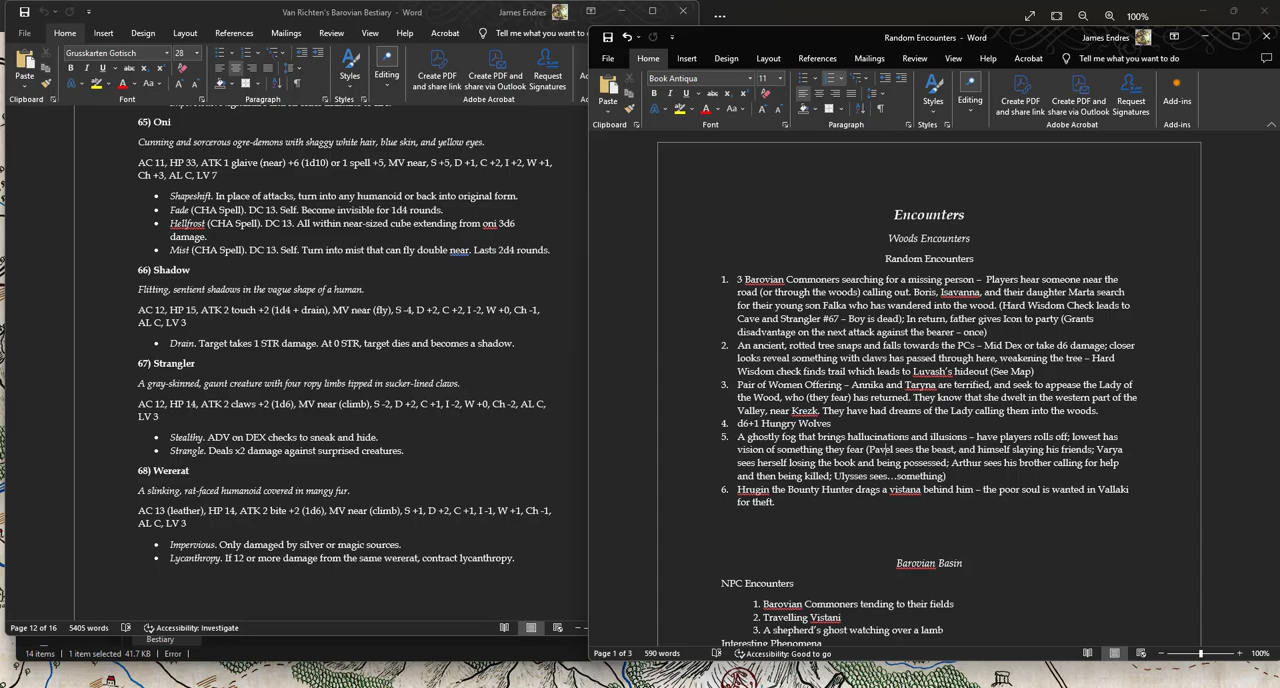 Van Richten's Barovian Bestiary - Word
James Endres
File Home Insert Draw Design Layout References Mailings Review View Help Acrobat Tell me what you want
Grusskarten Gotisch 28
Paste
Clipboard Font Paragraph Styles
Styles Editing
Create PDF and share link
Create PDF and share via Outlook
Request Signatures
Adobe Acrobat
65) Oni
Cunning and sorcerous ogre-demons with shaggy white hair, blue skin, and yellow eyes.
AC 11, HP 33, ATK 1 glaive (near) +6 (1d10) or 1 spell +5, MV near, S +5, D +1, C +2, I +2, W +1,
Ch +3, AL C, LV 7
• Shapeshift. In place of attacks, turn into any humanoid or back into original form.
• Fade (CHA Spell). DC 13. Self. Become invisible for 1d4 rounds.
• Hellfrost (CHA Spell). DC 13. All within near-sized cube extending from oni 3d6
damage.
• Mist (CHA Spell). DC 13. Self. Turn into mist that can fly double near. Lasts 2d4 rounds.
66) Shadow
Flitting, sentient shadows in the vague shape of a human.
AC 12, HP 15, ATK 2 touch +2 (1d4 + drain), MV near (fly), S -4, D +2, C +2, I -2, W +0, Ch -1,
AL C, LV 3
• Drain. Target takes 1 STR damage. At 0 STR, target dies and becomes a shadow.
67) Strangler
A gray-skinned, gaunt creature with four ropy limbs tipped in sucker-lined claws.
AC 12, HP 14, ATK 2 claws +2 (1d6), MV near (climb), S -2, D +2, C +1, I -2, W +0, Ch -2, AL C,
LV 3
• Stealthy. ADV on DEX checks to sneak and hide.
• Strangle. Deals x2 damage against surprised creatures.
68) Wererat
A slinking, rat-faced humanoid covered in mangy fur.
AC 13 (leather), HP 14, ATK 2 bite +2 (1d6), MV near (climb), S +1, D +2, C +1, I -1, W +1, Ch -1,
AL C, LV 3
• Impervious. Only damaged by silver or magic sources.
• Lycanthropy. If 12 or more damage from the same wererat, contract lycanthropy.
Page 12 of 16 5405 words Accessibility: Investigate
Bestiary
14 items 1 item selected 41.7 KB Error
100%
Random Encounters - Word
James Endres
File Home Insert Draw Design Layout References Mailings Review View Help Acrobat Tell me what you want to do
Book Antiqua 11
Paste
Styles Editing
Create PDF and share link
Create PDF and share via Outlook
Request Signatures
Add-ins
Clipboard Font Paragraph Styles Adobe Acrobat Add-ins
Encounters
Woods Encounters
Random Encounters
1. 3 Barovian Commoners searching for a missing person – Players hear someone near the
road (or through the woods) calling out. Boris, Isavanna, and their daughter Marta search
for their young son Falka who has wandered into the wood. (Hard Wisdom Check leads to
Cave and Strangler #67 – Boy is dead); In return, father gives Icon to party (Grants
disadvantage on the next attack against the bearer – once)
2. An ancient, rotted tree snaps and falls towards the PCs – Mid Dex or take d6 damage; closer
looks reveal something with claws has passed through here, weakening the tree – Hard
Wisdom check finds trail which leads to Luvash's hideout (See Map)
3. Pair of Women Offering – Annika and Taryna are terrified, and seek to appease the Lady of
the Wood, who (they fear) has returned. They know that she dwelt in the western part of the
Valley, near Krezk. They have had dreams of the Lady calling them into the woods.
4. d6+1 Hungry Wolves
5. A ghostly fog that brings hallucinations and illusions – have players rolls off; lowest has
vision of something they fear (Pavel sees the beast, and himself slaying his friends; Varya
sees herself losing the book and being possessed; Arthur sees his brother calling for help
and then being killed; Ulysses sees…something)
6. Hrugin the Bounty Hunter drags a vistana behind him – the poor soul is wanted in Vallaki
for theft.
Barovian Basin
NPC Encounters
1. Barovian Commoners tending to their fields
2. Travelling Vistani
3. A shepherd's ghost watching over a lamb
Interesting Phenomena
Page 1 of 3 590 words Accessibility: Good to go 100%